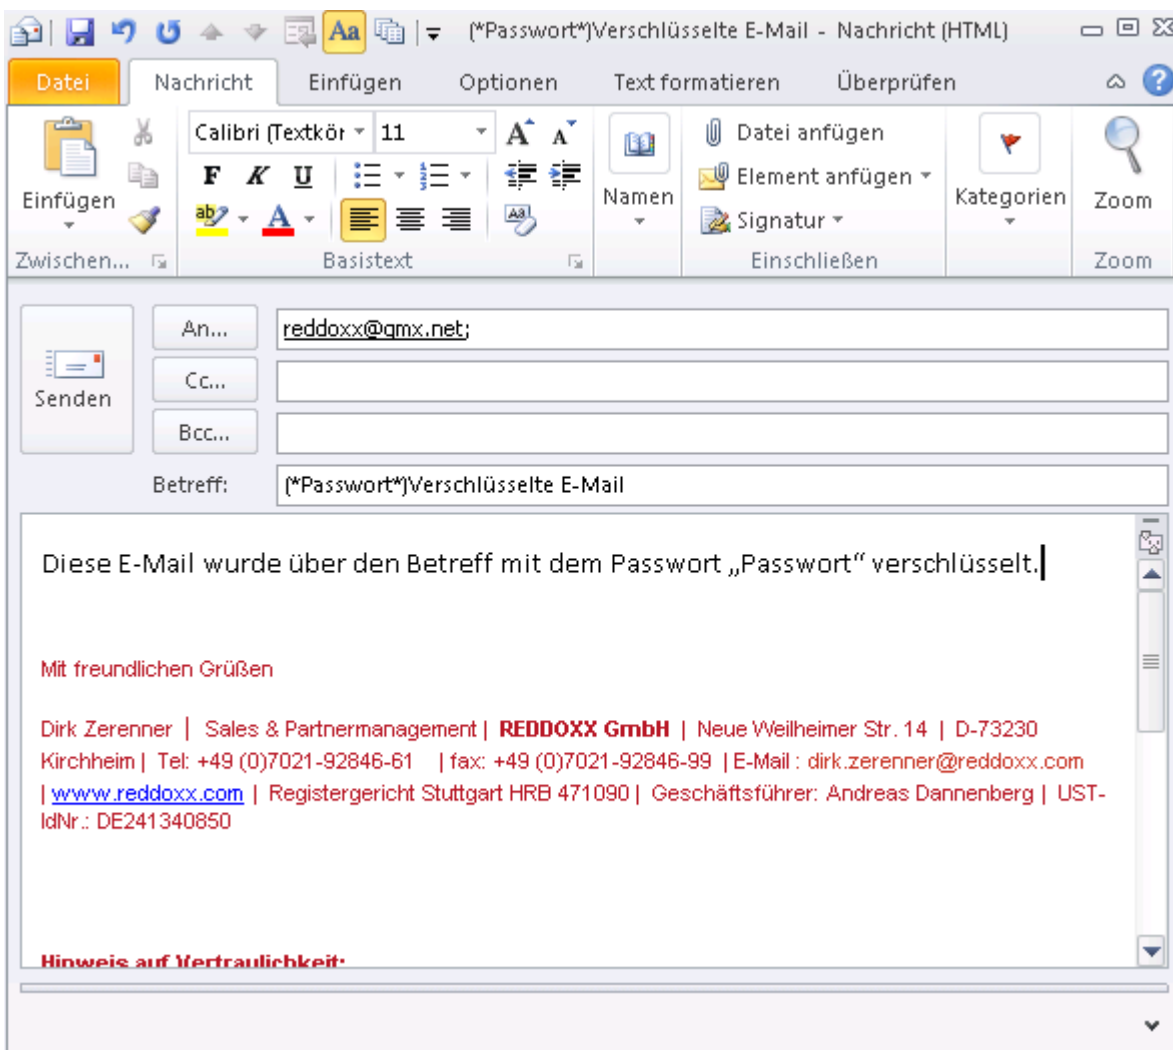 (*Passwort*)Verschlüsselte E-Mail - Nachricht (HTML)
Datei Nachricht Einfügen Optionen Text formatieren Überprüfen
Calibri (Textkör 11
Einfügen
F K U
Namen
Datei anfügen
Element anfügen
Signatur
Kategorien
Zoom
Zwischen... Basistext Einschließen Zoom
Senden
An... reddoxx@gmx.net;
Cc...
Bcc...
Betreff: (*Passwort*)Verschlüsselte E-Mail
Diese E-Mail wurde über den Betreff mit dem Passwort „Passwort“ verschlüsselt.
Mit freundlichen Grüßen
Dirk Zerenner | Sales & Partnermanagement | REDDOXX GmbH | Neue Weilheimer Str. 14 | D-73230
Kirchheim | Tel: +49 (0)7021-92846-61 | fax: +49 (0)7021-92846-99 | E-Mail : dirk.zerenner@reddoxx.com
| www.reddoxx.com | Registergericht Stuttgart HRB 471090 | Geschäftsführer: Andreas Dannenberg | UST-
IdNr.: DE241340850
Hinweis auf Vertraulichkeit: